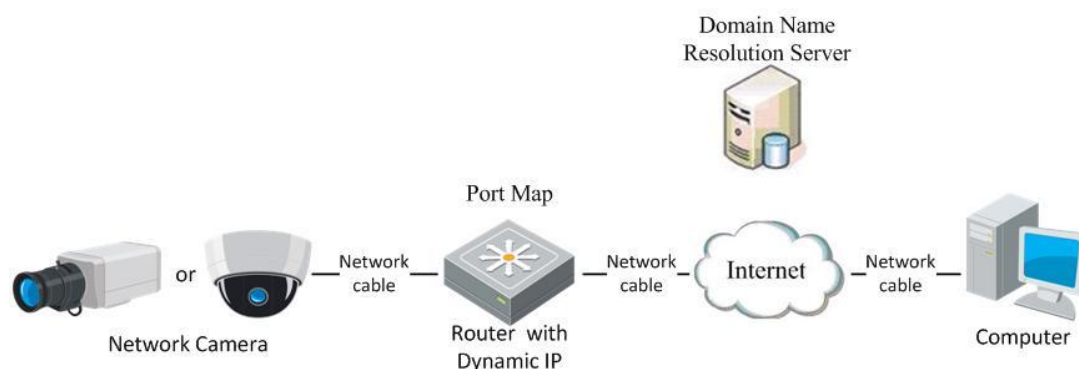 Domain Name
Resolution Server
Port Map
or
Network
cable
Network
cable
Internet
Network
cable
Network Camera
Router with
Dynamic IP
Computer